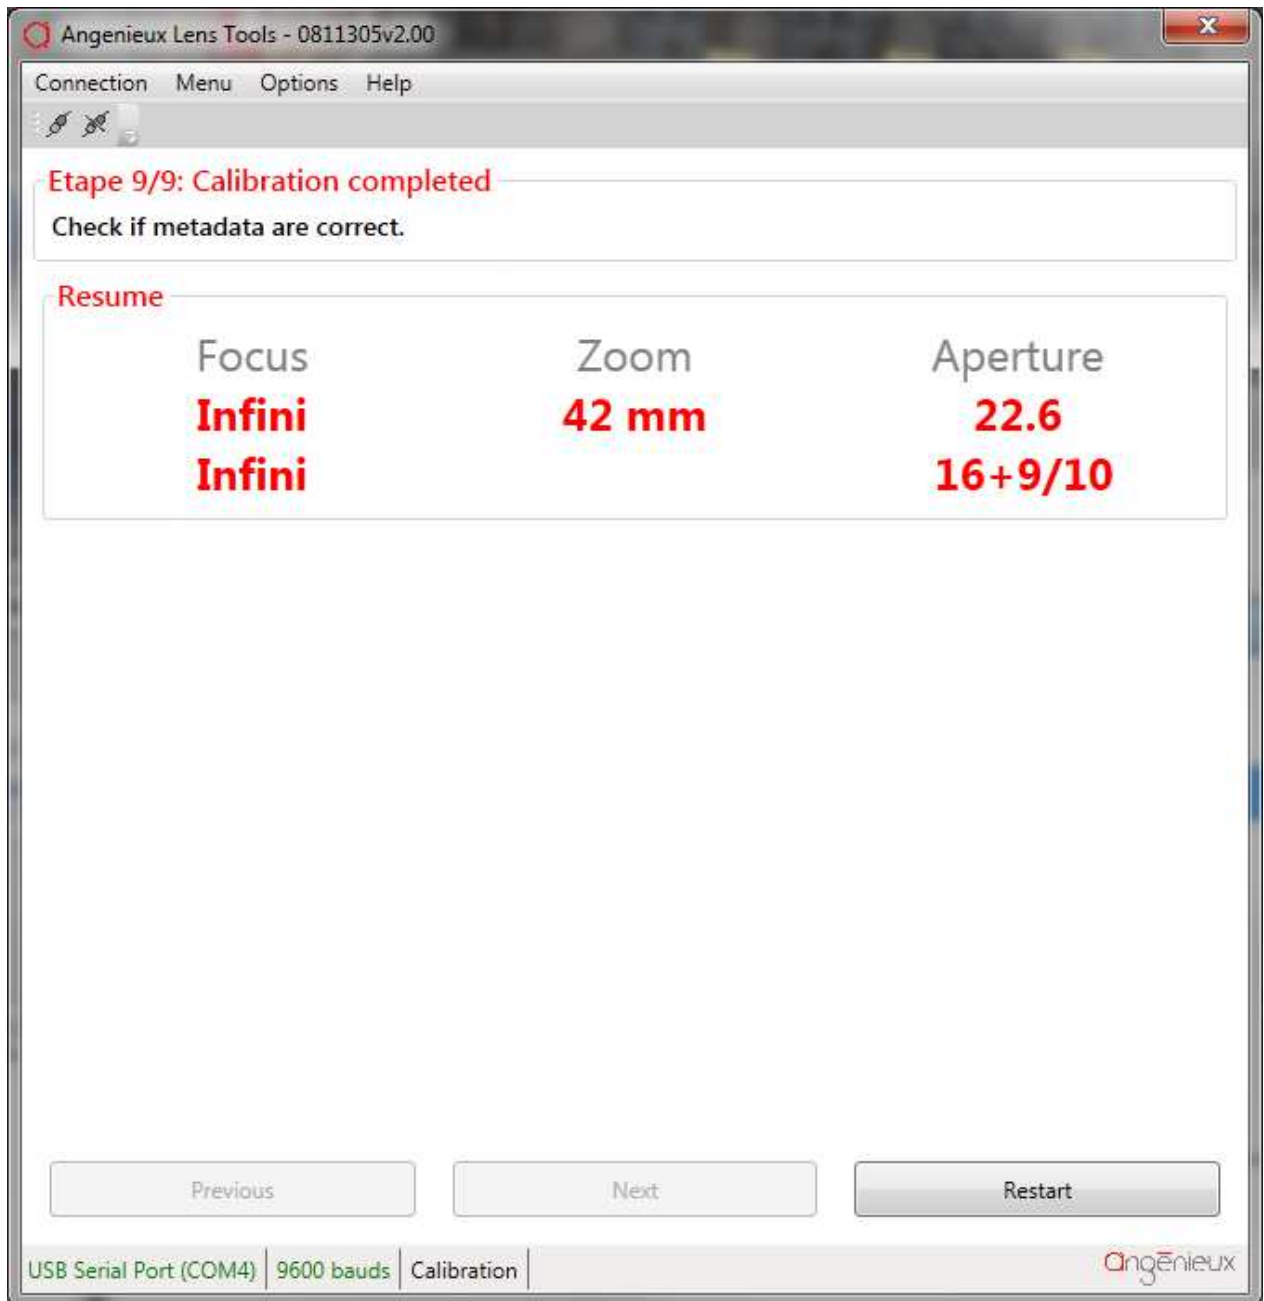 Angenieux Lens Tools - 0811305v2.00
Connection Menu Options Help
Etape 9/9: Calibration completed
Check if metadata are correct.
Resume
Focus Zoom Aperture
Infini 42 mm 22.6
Infini 16+9/10
Previous Next Restart
USB Serial Port (COM4) 9600 bauds Calibration angēnieux